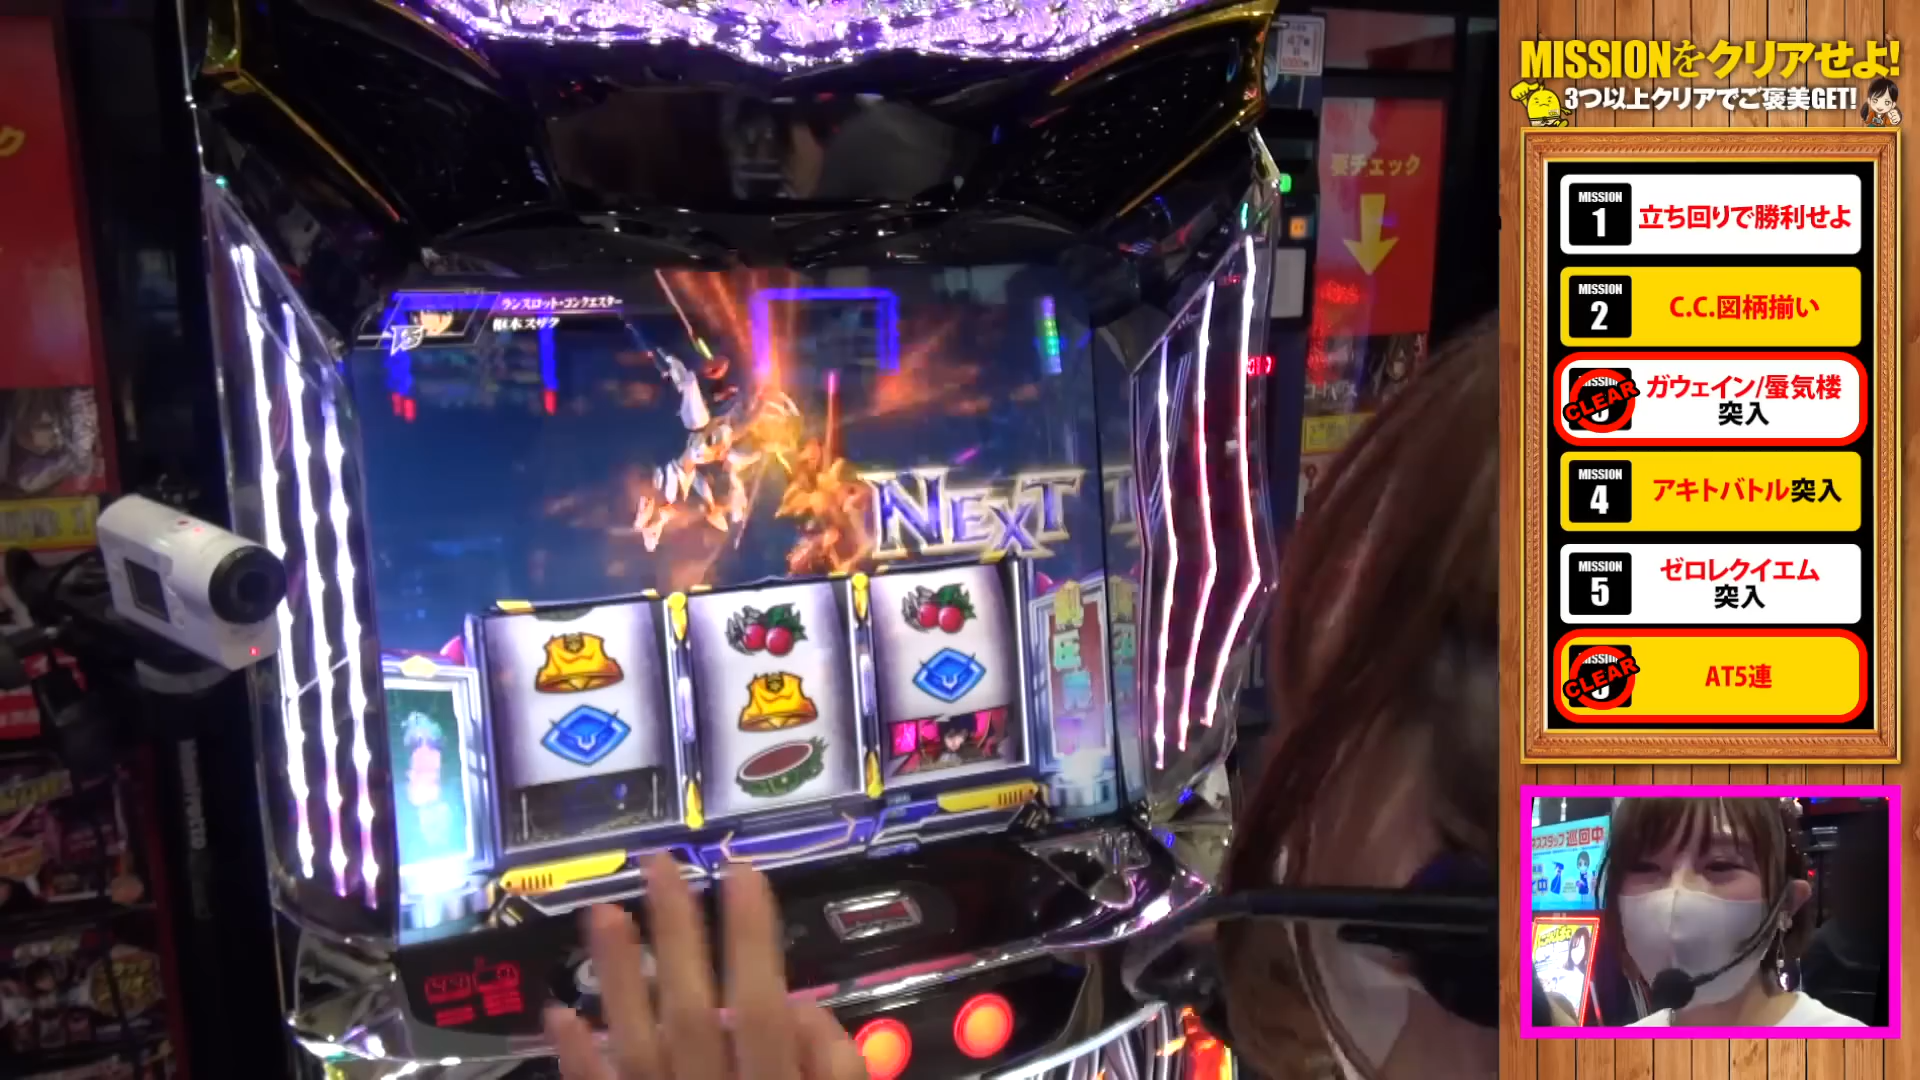 MISSIONをクリアせよ!
3つ以上クリアでご褒美GET!
MISSION
1
立ち回りで勝利せよ
MISSION
2
C.C.図柄揃い
CLEAR
ガウェイン/蜃気楼
突入
MISSION
4
アキトバトル突入
MISSION
5
ゼロレクイエム
突入
CLEAR
AT5連
要チェック
ランスロット・コンクエスター
枢木スザク
NEXT
巡回中